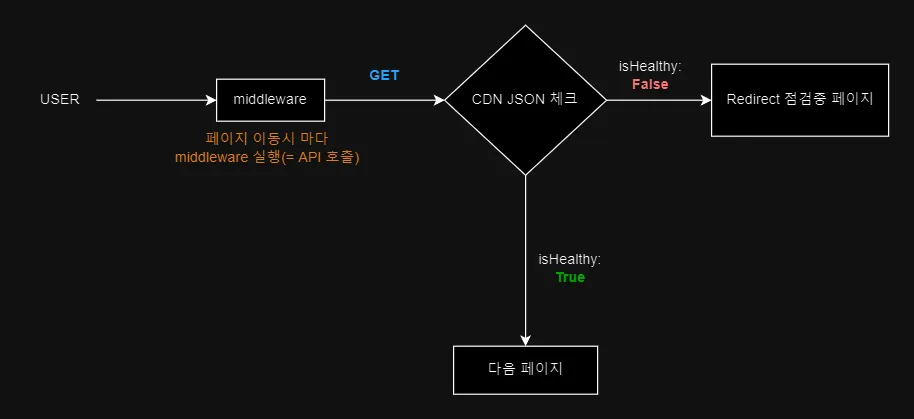 USER
middleware
페이지 이동시 마다
middleware 실행(= API 호출)
GET
CDN JSON 체크
isHealthy:
False
Redirect 점검중 페이지
isHealthy:
True
다음 페이지